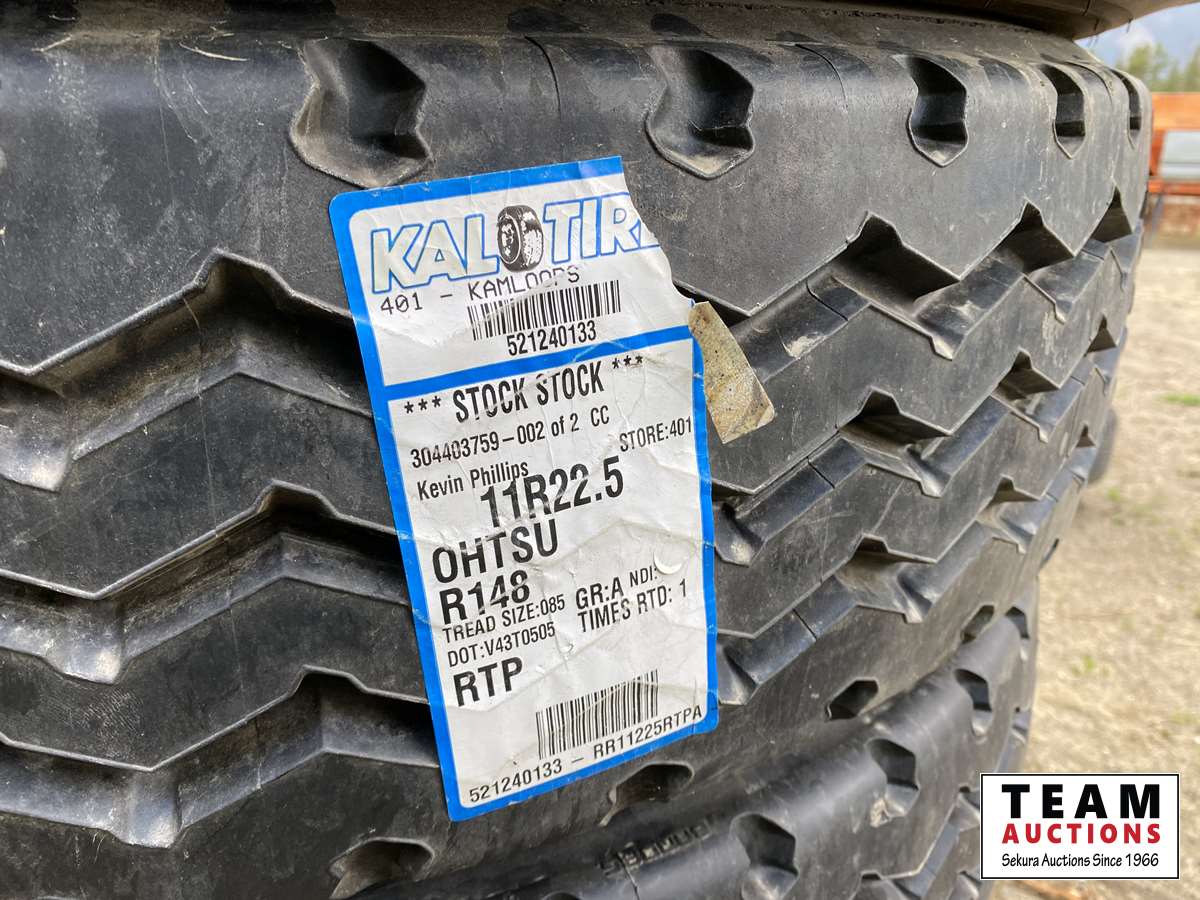 KAL TIRE
401 - KAMLOOPS
521240133
*** STOCK STOCK ***
304403759-002 of 2 CC
STORE:401
Kevin Phillips
11R22.5
OHTSU
R148
TREAD SIZE:085 GR:A NDI:
DOT:V43T0505 TIMES RTD: 1
RTP
521240133 - RR11225RTPA
TEAM
AUCTIONS
Sekura Auctions Since 1966